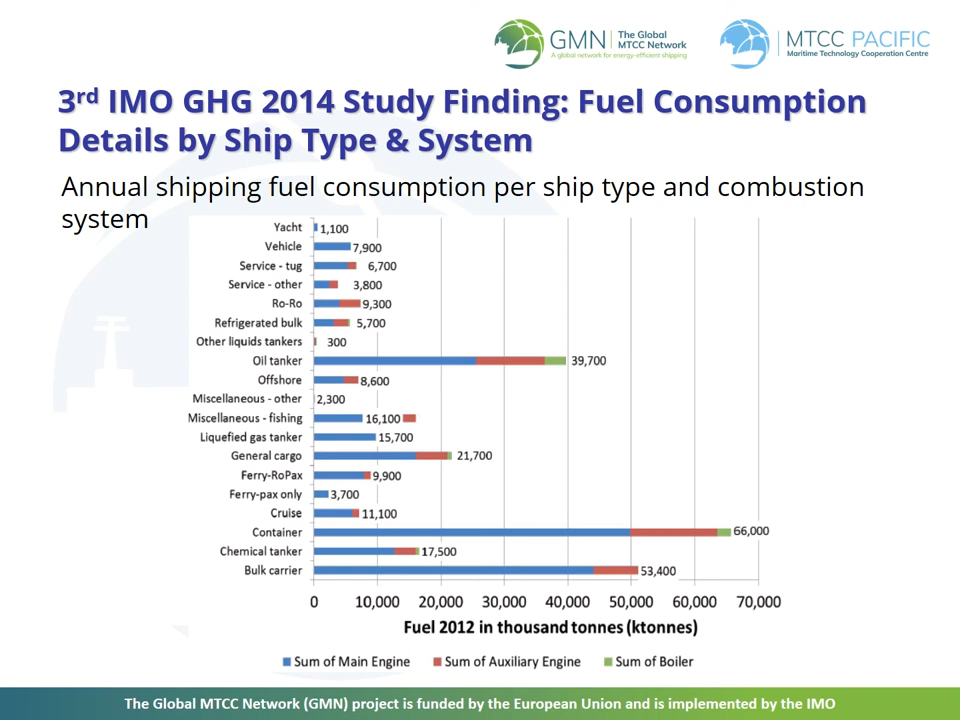 GMN
The Global
MTCC Network
A global network for energy-efficient shipping
MTCC PACIFIC
Maritime Technology Cooperation Centre
3rd IMO GHG 2014 Study Finding: Fuel Consumption
Details by Ship Type & System
Annual shipping fuel consumption per ship type and combustion
system
Yacht 1,100
Vehicle 7,900
Service - tug 6,700
Service - other 3,800
Ro-Ro 9,300
Refrigerated bulk 5,700
Other liquids tankers 300
Oil tanker 39,700
Offshore 8,600
Miscellaneous - other 2,300
Miscellaneous - fishing 16,100
Liquefied gas tanker 15,700
General cargo 21,700
Ferry-RoPax 9,900
Ferry-pax only 3,700
Cruise 11,100
Container 66,000
Chemical tanker 17,500
Bulk carrier 53,400
0 10,000 20,000 30,000 40,000 50,000 60,000 70,000
Fuel 2012 in thousand tonnes (ktonnes)
Sum of Main Engine Sum of Auxiliary Engine Sum of Boiler
The Global MTCC Network (GMN) project is funded by the European Union and is implemented by the IMO